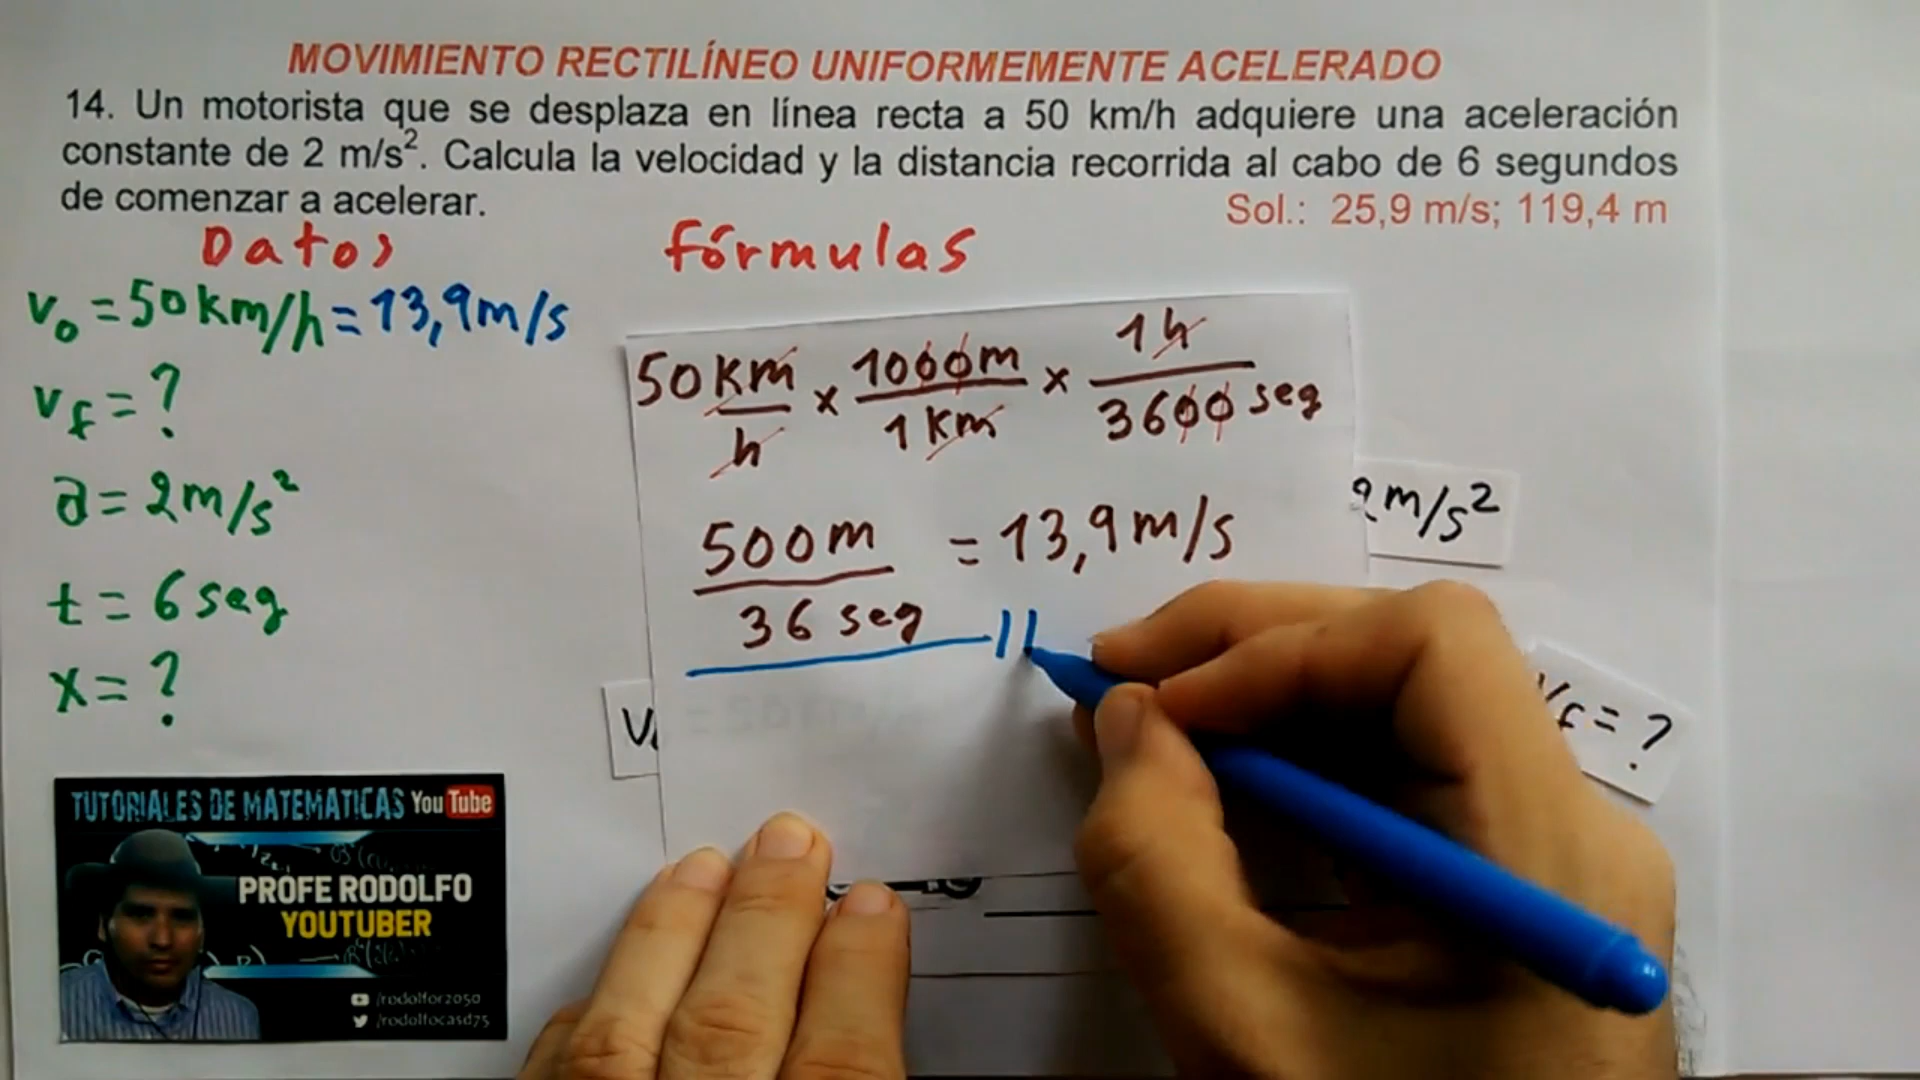 MOVIMIENTO RECTILÍNEO UNIFORMEMENTE ACELERADO
14. Un motorista que se desplaza en línea recta a 50 km/h adquiere una aceleración
constante de 2 m/s². Calcula la velocidad y la distancia recorrida al cabo de 6 segundos
de comenzar a acelerar.
Sol.: 25,9 m/s; 119,4 m
Datos
v₀ = 50 km/h = 13,9 m/s
v_f = ?
a = 2 m/s²
t = 6 seg
x = ?
fórmulas
50 km/h x 1000 m/1 km x 1 h/3600 seg
500 m/36 seg = 13,9 m/s
2 m/s²
V
V_f = ?
TUTORIALES DE MATEMATICAS YouTube
PROFE RODOLFO
YOUTUBER
/rodolfor2050
/rodolfocasd75